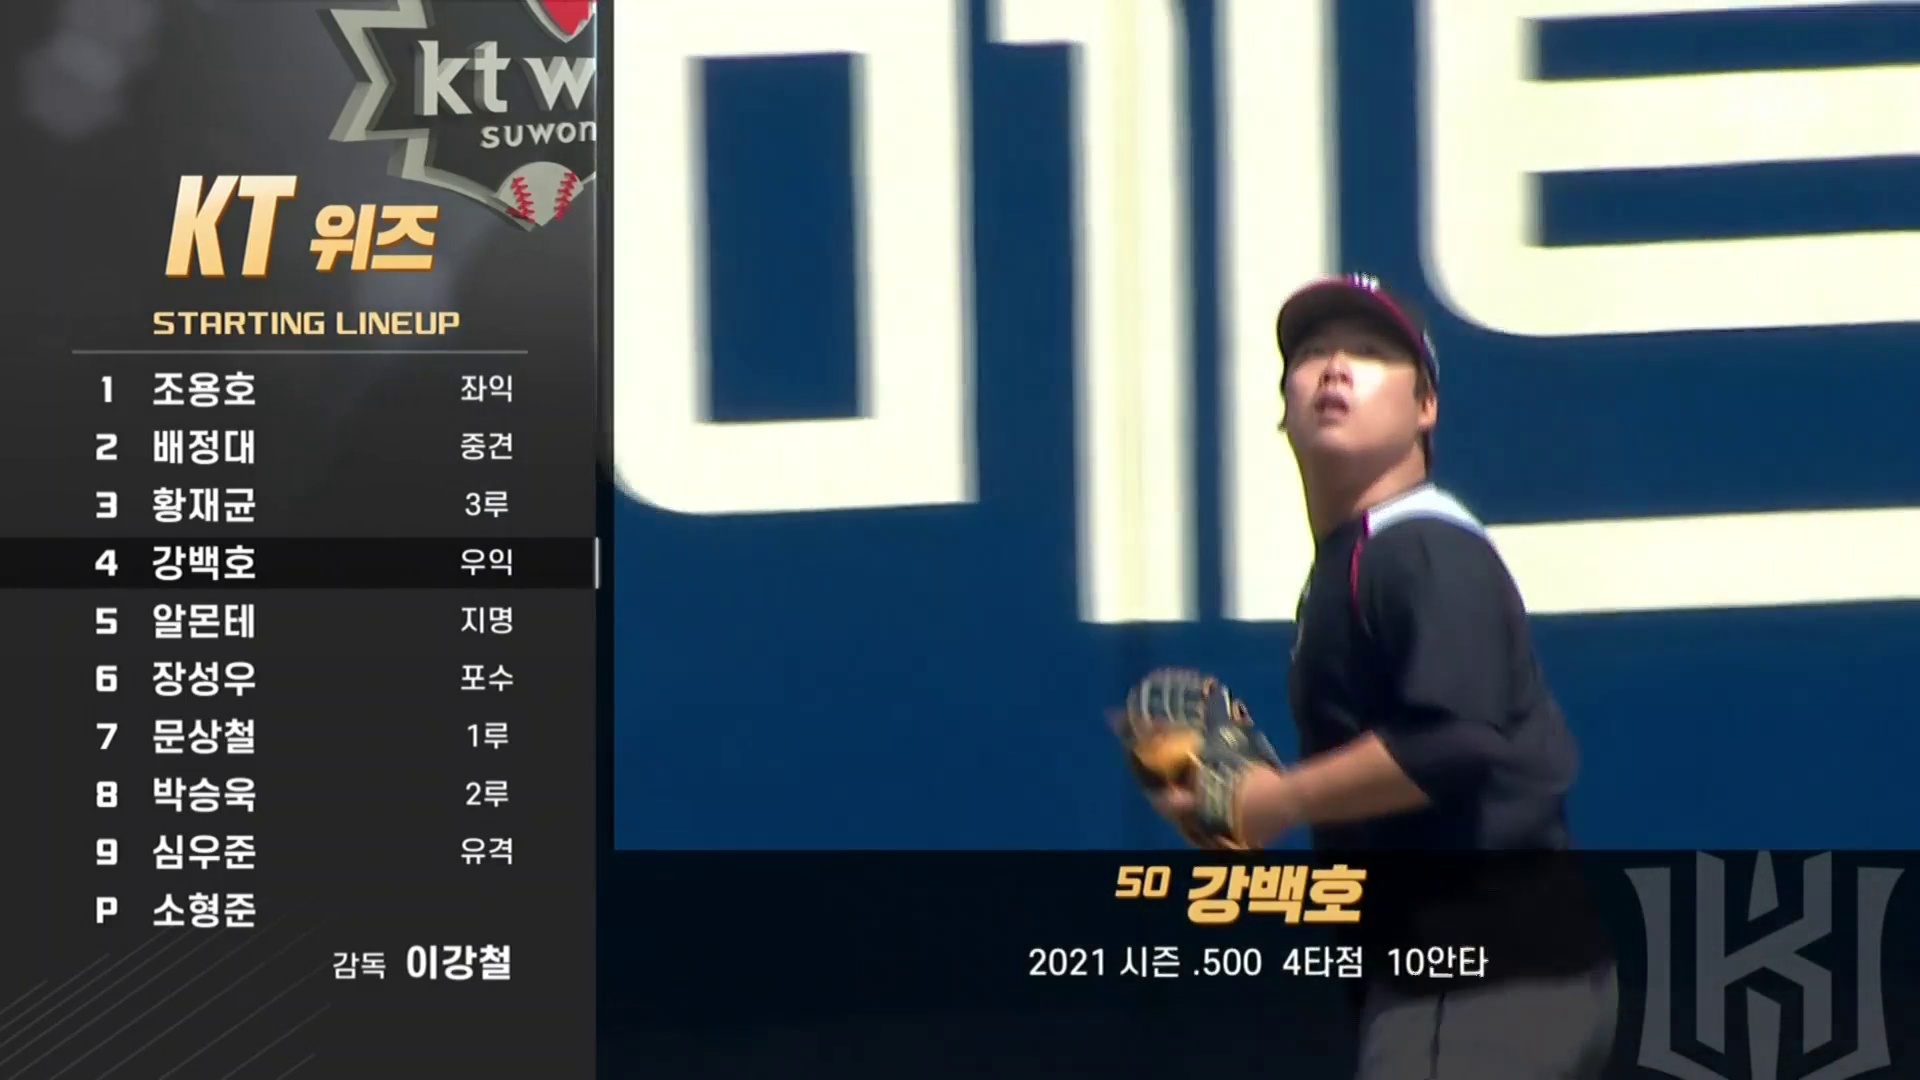 kt w
suwon
KT 위즈
STARTING LINEUP
1 조용호 좌익
2 배정대 중견
3 황재균 3루
4 강백호 우익
5 알몬테 지명
6 장성우 포수
7 문상철 1루
8 박승욱 2루
9 심우준 유격
P 소형준
감독 이강철
50 강백호
2021 시즌 .500 4타점 10안타